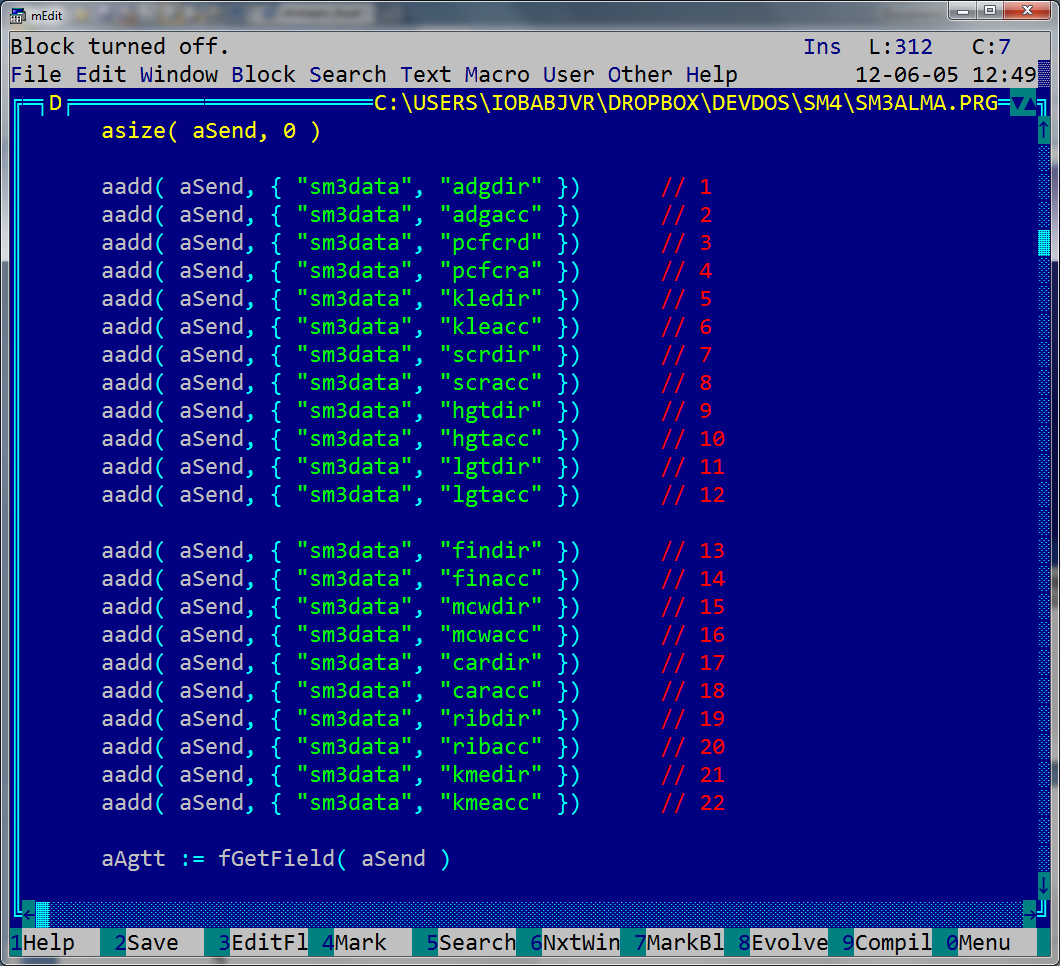 mEdit
Block turned off. Ins L:312 C:7
File Edit Window Block Search Text Macro User Other Help 12-06-05 12:49
D C:\USERS\IOBABJVR\DROPBOX\DEVDOS\SM4\SM3ALMA.PRG
asize( aSend, 0 )
aadd( aSend, { "sm3data", "adgdir" }) // 1
aadd( aSend, { "sm3data", "adgacc" }) // 2
aadd( aSend, { "sm3data", "pcfcrd" }) // 3
aadd( aSend, { "sm3data", "pcfcra" }) // 4
aadd( aSend, { "sm3data", "kledir" }) // 5
aadd( aSend, { "sm3data", "kleacc" }) // 6
aadd( aSend, { "sm3data", "scrdir" }) // 7
aadd( aSend, { "sm3data", "scracc" }) // 8
aadd( aSend, { "sm3data", "hgtdir" }) // 9
aadd( aSend, { "sm3data", "hgtacc" }) // 10
aadd( aSend, { "sm3data", "lgtdir" }) // 11
aadd( aSend, { "sm3data", "lgtacc" }) // 12
aadd( aSend, { "sm3data", "findir" }) // 13
aadd( aSend, { "sm3data", "finacc" }) // 14
aadd( aSend, { "sm3data", "mcwdir" }) // 15
aadd( aSend, { "sm3data", "mcwacc" }) // 16
aadd( aSend, { "sm3data", "cardir" }) // 17
aadd( aSend, { "sm3data", "caracc" }) // 18
aadd( aSend, { "sm3data", "ribdir" }) // 19
aadd( aSend, { "sm3data", "ribacc" }) // 20
aadd( aSend, { "sm3data", "kmedir" }) // 21
aadd( aSend, { "sm3data", "kmeacc" }) // 22
aAgtt := fGetField( aSend )
1Help 2Save 3EditFl 4Mark 5Search 6NxtWin 7MarkBl 8Evolve 9Compil 0Menu